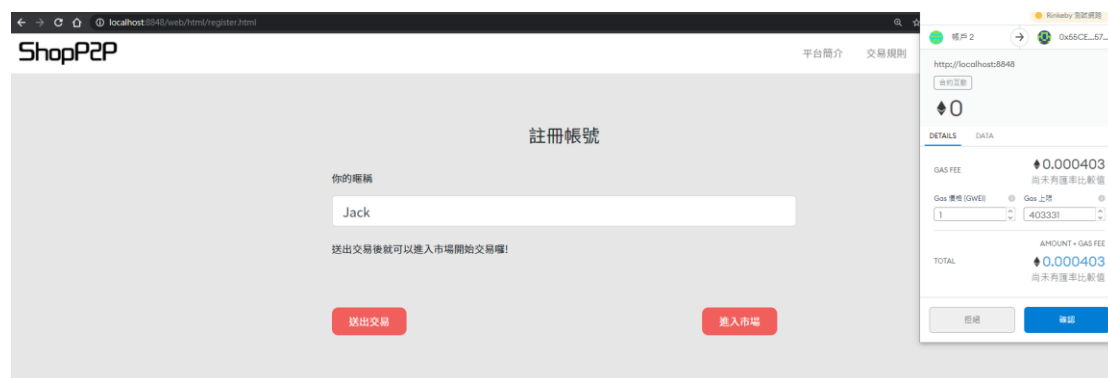 localhost:8848/web/html/register.html
ShopP2P
平台簡介 交易規則
註冊帳號
你的暱稱
Jack
送出交易後就可以進入市場開始交易囉!
送出交易 進入市場
Rinkeby 測試網路
帳戶 2 0x55CE...57...
http://localhost:8848
合約互動
0
DETAILS DATA
GAS FEE 0.000403
尚未有匯率比較值
Gas 價格 (GWEI) Gas 上限
1 403331
AMOUNT + GAS FEE
TOTAL 0.000403
尚未有匯率比較值
拒絕 確認